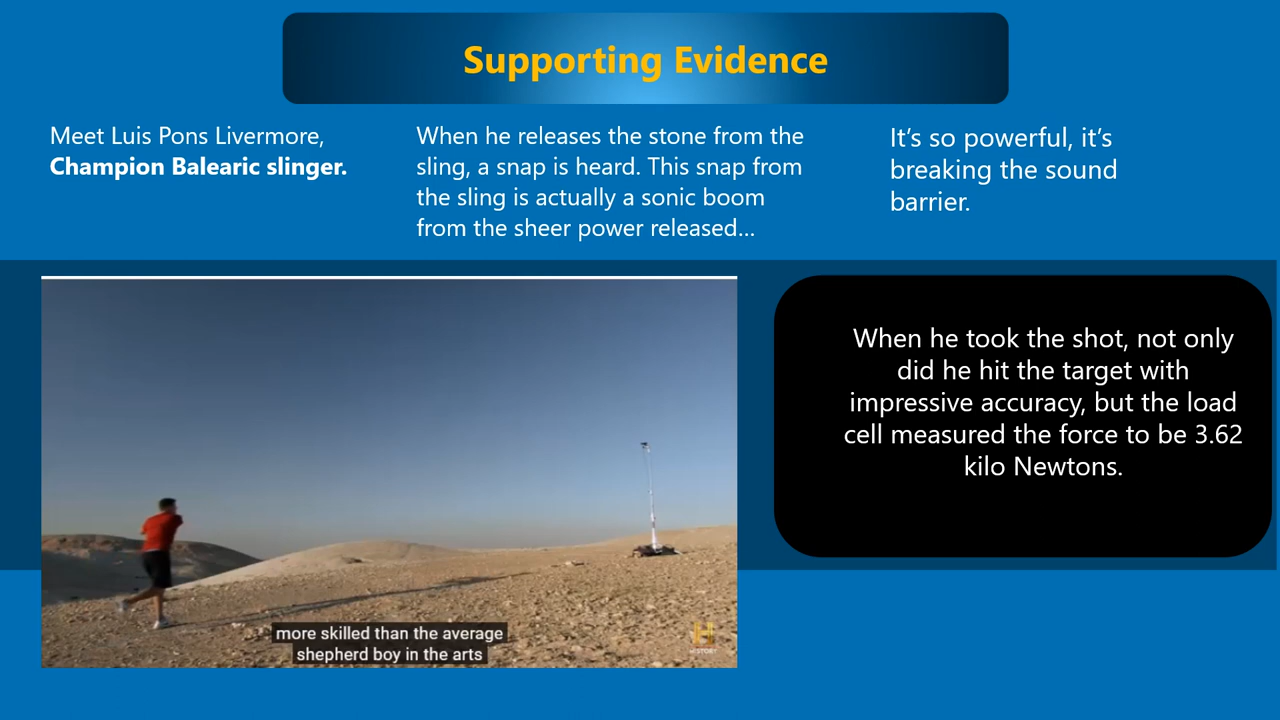 Supporting Evidence
Meet Luis Pons Livermore,
Champion Balearic slinger.
When he releases the stone from the
sling, a snap is heard. This snap from
the sling is actually a sonic boom
from the sheer power released…
It’s so powerful, it’s
breaking the sound
barrier.
When he took the shot, not only
did he hit the target with
impressive accuracy, but the load
cell measured the force to be 3.62
kilo Newtons.
more skilled than the average
shepherd boy in the arts
H
HISTORY